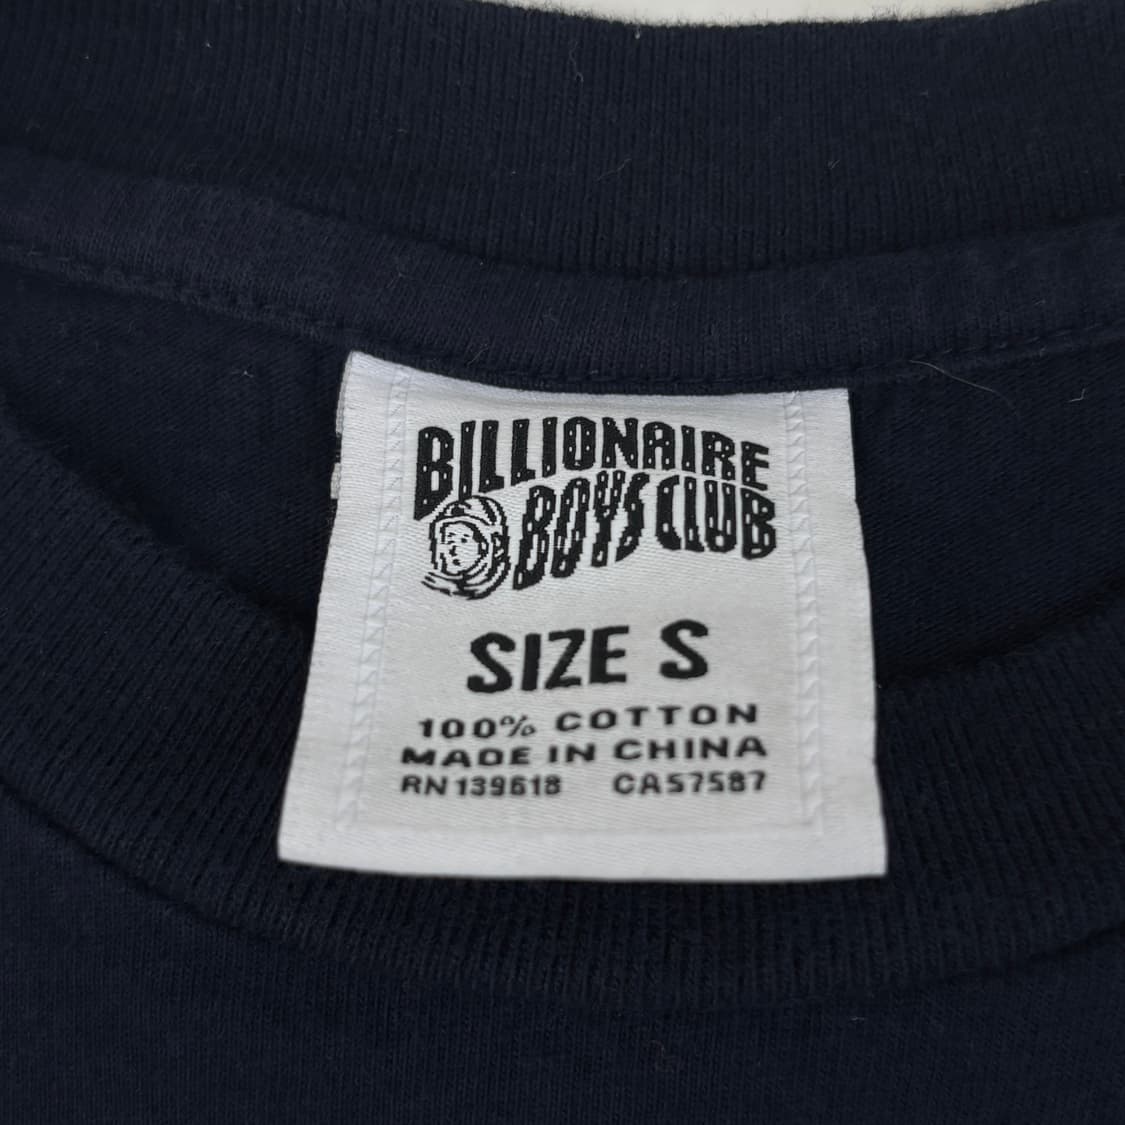 BILLIONAIRE
BOYS CLUB
SIZE S
100% COTTON
MADE IN CHINA
RN 139618 CA57587